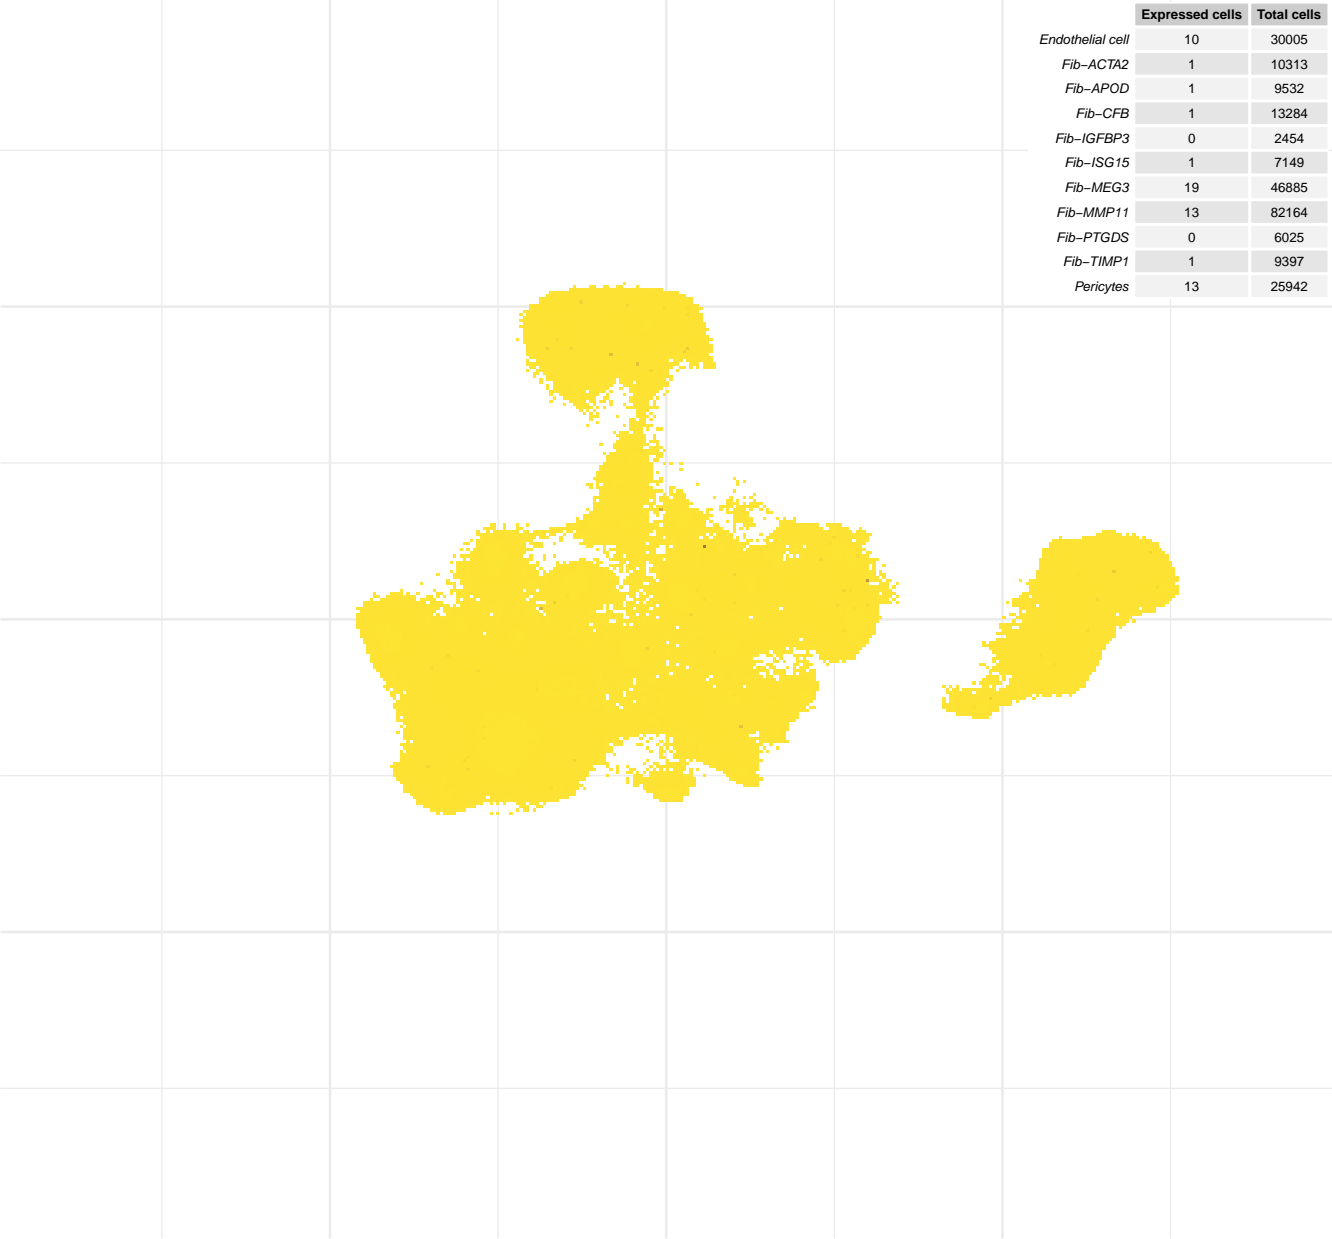 Expressed cells Total cells
Endothelial cell 10 30005
Fib−ACTA2 1 10313
Fib−APOD 1 9532
Fib−CFB 1 13284
Fib−IGFBP3 0 2454
Fib−ISG15 1 7149
Fib−MEG3 19 46885
Fib−MMP11 13 82164
Fib−PTGDS 0 6025
Fib−TIMP1 1 9397
Pericytes 13 25942